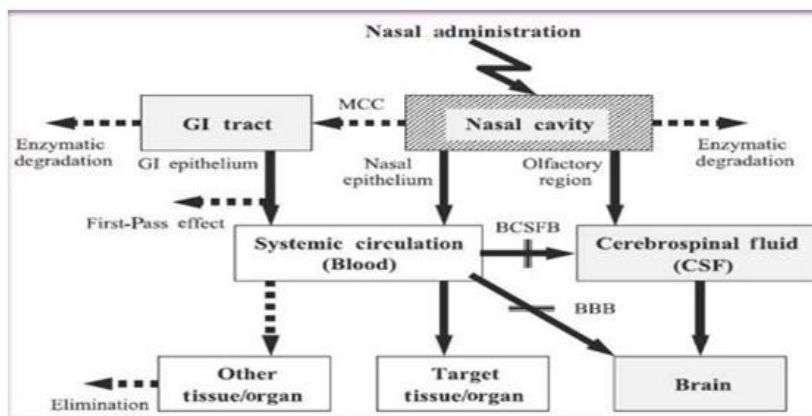 Nasal administration
MCC
GI tract
Nasal cavity
Enzymatic
degradation
GI epithelium
Nasal
epithelium
Olfactory
region
Enzymatic
degradation
First-Pass effect
BCSFB
Systemic circulation
(Blood)
Cerebrospinal fluid
(CSF)
BBB
Other
tissue/organ
Target
tissue/organ
Brain
Elimination